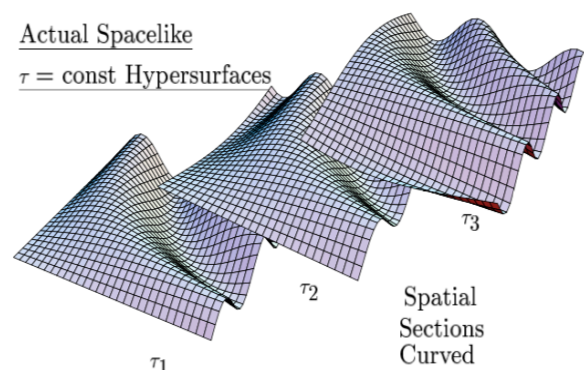 Actual Spacelike
τ = const Hypersurfaces
τ₃
τ₂
Spatial
Sections
Curved
τ₁